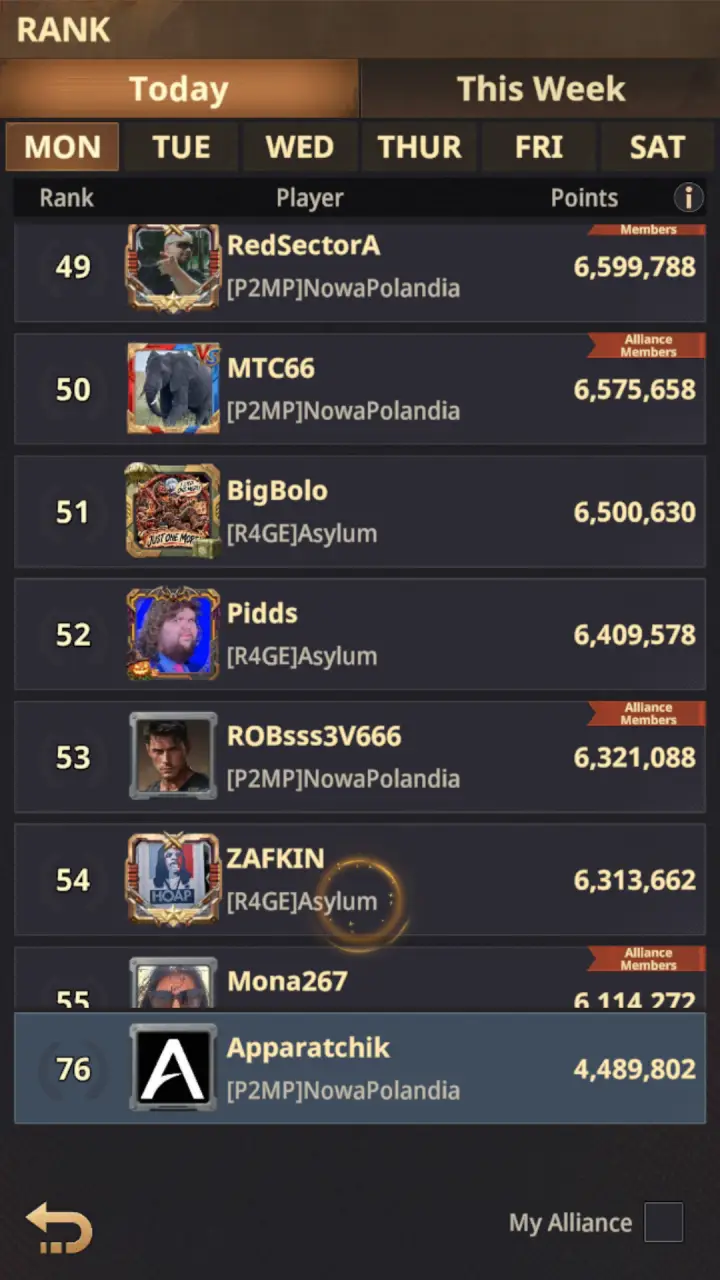 RANK
Today
This Week
MON
TUE
WED
THUR
FRI
SAT
Rank
Player
Points
i
Members
49
RedSectorA
[P2MP]NowaPolandia
6,599,788
Alliance
Members
50
MTC66
[P2MP]NowaPolandia
6,575,658
51
JUST ONE MORE
BigBolo
[R4GE]Asylum
6,500,630
52
Pidds
[R4GE]Asylum
6,409,578
Alliance
Members
53
ROBsss3V666
[P2MP]NowaPolandia
6,321,088
54
HOAP
ZAFKIN
[R4GE]Asylum
6,313,662
Alliance
Members
55
Mona267
6,114,272
76
A
Apparatchik
[P2MP]NowaPolandia
4,489,802
My Alliance